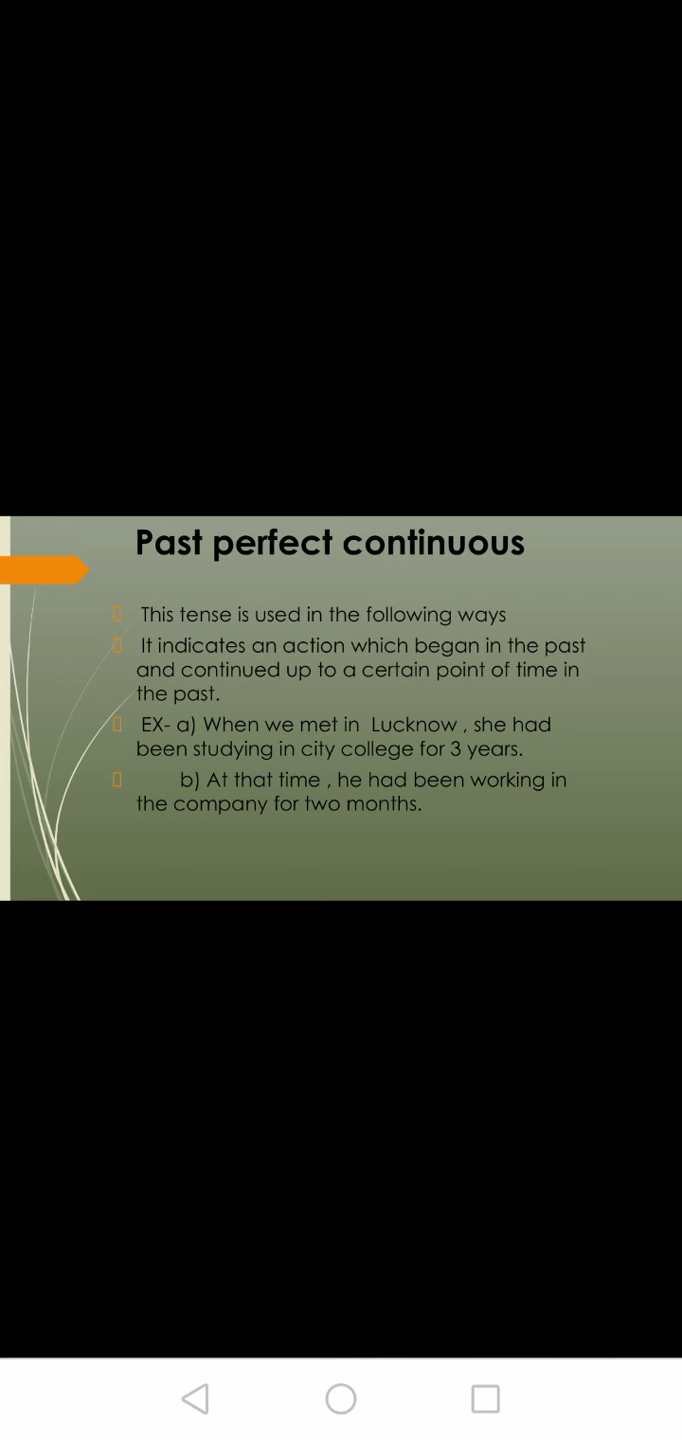 Past perfect continuous
This tense is used in the following ways
It indicates an action which began in the past
and continued up to a certain point of time in
the past.
EX- a) When we met in  Lucknow , she had
been studying in city college for 3 years.
b) At that time , he had been working in
the company for two months.